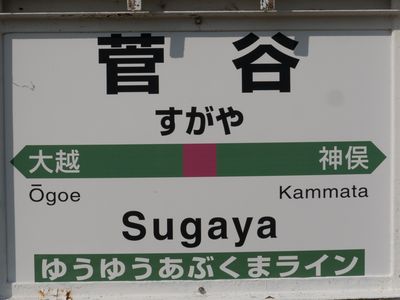 菅谷
すがや
大越 神俣
Ōgoe Kammata
Sugaya
ゆうゆうあぶくまライン